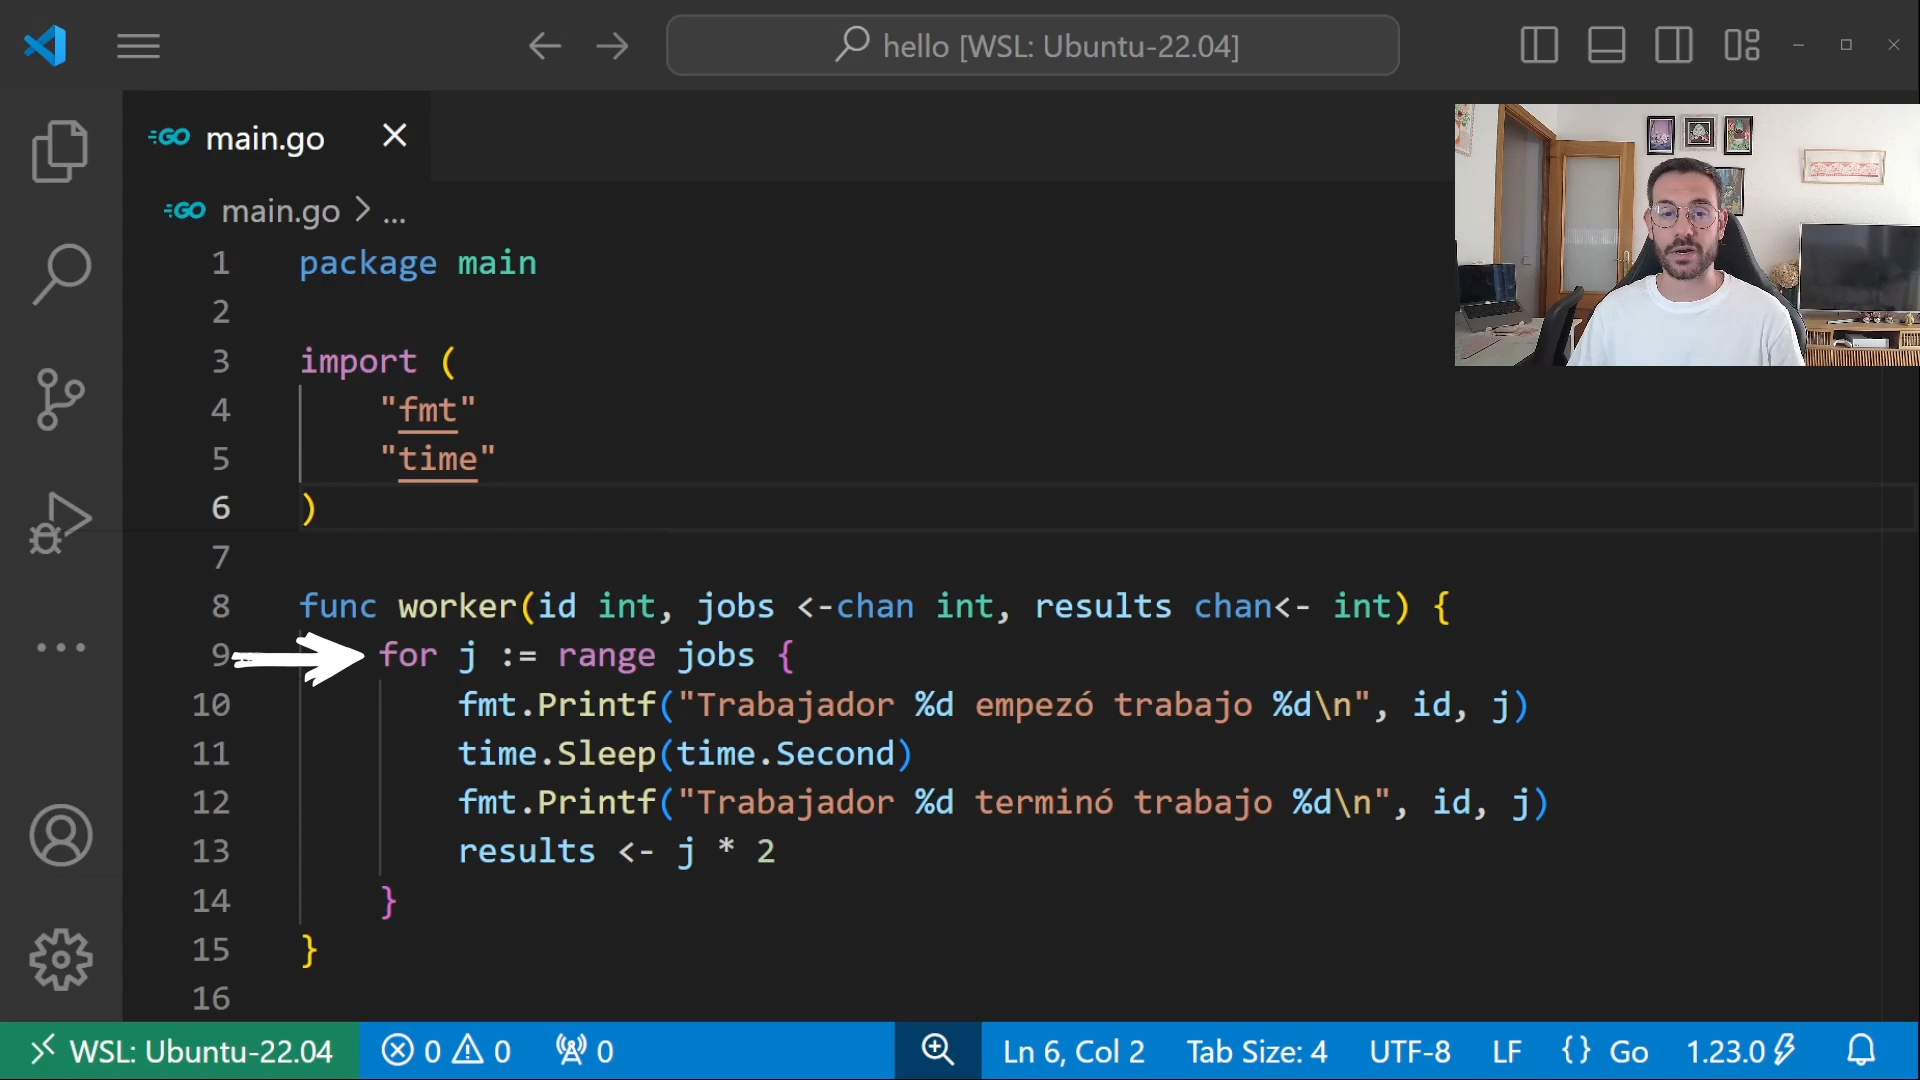 hello [WSL: Ubuntu-22.04]
GO main.go
GO main.go > ...
1 package main
2
3 import (
4 "fmt"
5 "time"
6 )
7
8 func worker(id int, jobs <-chan int, results chan<- int) {
9 for j := range jobs {
10 fmt.Printf("Trabajador %d empezó trabajo %d\n", id, j)
11 time.Sleep(time.Second)
12 fmt.Printf("Trabajador %d terminó trabajo %d\n", id, j)
13 results <- j * 2
14 }
15 }
16
WSL: Ubuntu-22.04 0 0 0 Ln 6, Col 2 Tab Size: 4 UTF-8 LF {} Go 1.23.0